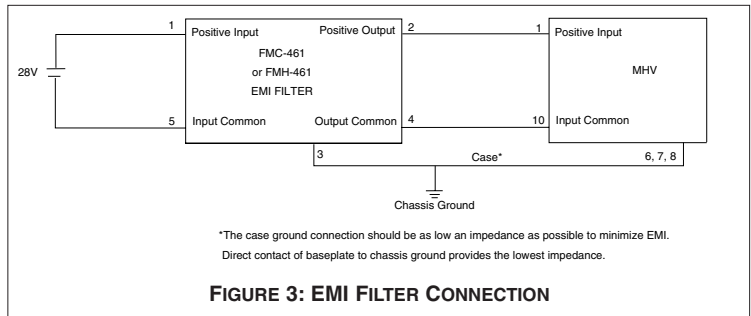 1
Positive Input
Positive Output
2
1
Positive Input
FMC-461
or FMH-461
EMI FILTER
28V
MHV
5
Input Common
Output Common
4
10
Input Common
3
Case*
6, 7, 8
Chassis Ground
*The case ground connection should be as low an impedance as possible to minimize EMI.
Direct contact of baseplate to chassis ground provides the lowest impedance.
FIGURE 3: EMI FILTER CONNECTION